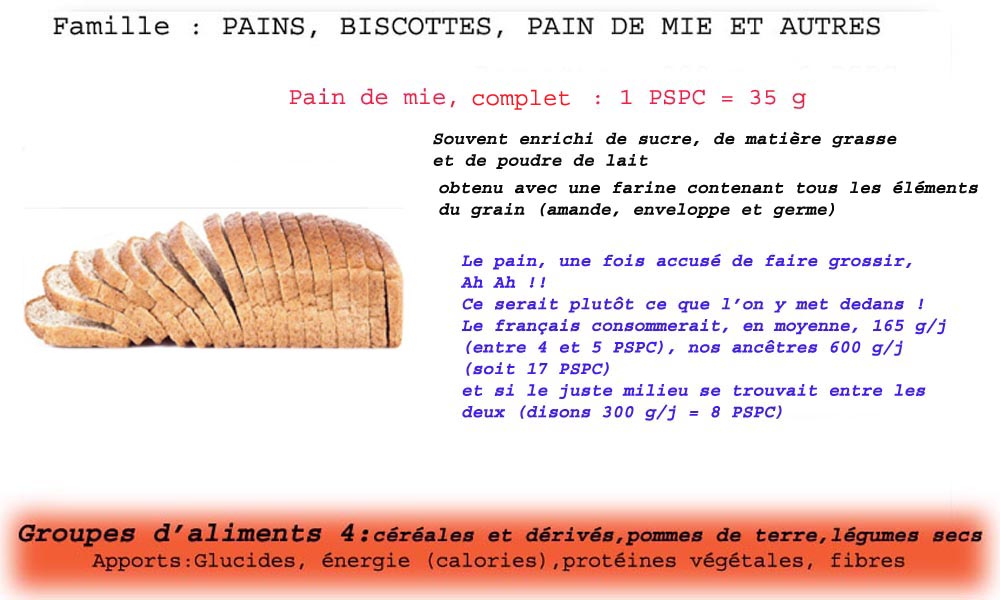 Famille : PAINS, BISCOTTES, PAIN DE MIE ET AUTRES
Pain de mie, complet : 1 PSPC = 35 g
Souvent enrichi de sucre, de matière grasse
et de poudre de lait
obtenu avec une farine contenant tous les éléments
du grain (amande, enveloppe et germe)
Le pain, une fois accusé de faire grossir,
Ah Ah !!
Ce serait plutôt ce que l'on y met dedans !
Le français consommerait, en moyenne, 165 g/j
(entre 4 et 5 PSPC), nos ancêtres 600 g/j
(soit 17 PSPC)
et si le juste milieu se trouvait entre les
deux (disons 300 g/j = 8 PSPC)
Groupes d'aliments 4:céréales et dérivés,pommes de terre,légumes secs
Apports:Glucides, énergie (calories),protéines végétales, fibres